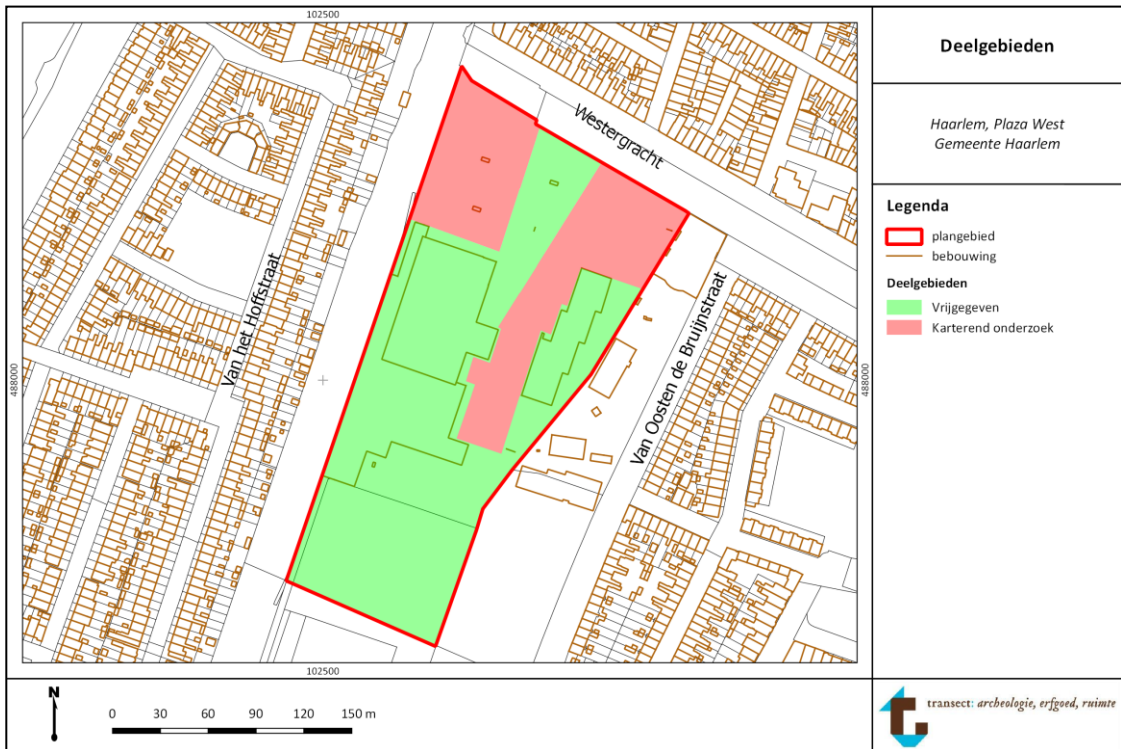 102500
Westergracht
Van het Hoffstraat
Van Oosten de Bruijnstraat
488000
488000
102500
Deelgebieden
Haarlem, Plaza West
Gemeente Haarlem
Legenda
plangebied
bebouwing
Deelgebieden
Vrijgegeven
Karterend onderzoek
N
0 30 60 90 120 150 m
transect: archeologie, erfgoed, ruimte